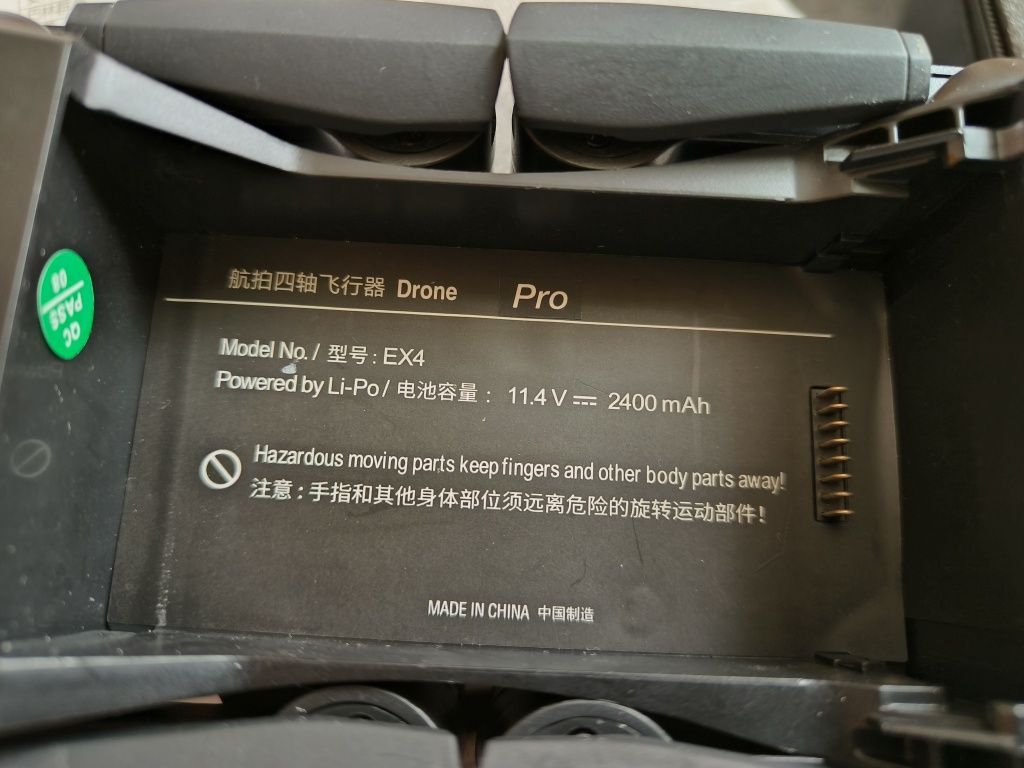 航拍四轴飞行器 Drone Pro
Model No. / 型号 : EX4
Powered by Li-Po / 电池容量 : 11.4 V ⎓ 2400 mAh
Hazardous moving parts keep fingers and other body parts away!
注意 : 手指和其他身体部位须远离危险的旋转运动部件!
MADE IN CHINA 中国制造
QC
PASS
08